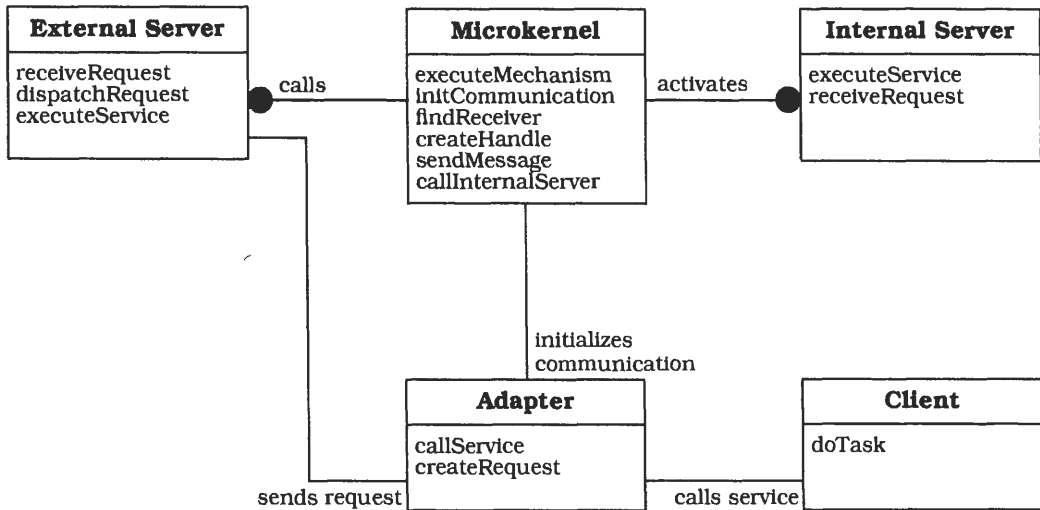 External Server
receiveRequest
dispatchRequest
executeService
calls
Microkernel
executeMechanism
initCommunication
findReceiver
createHandle
sendMessage
callInternalServer
activates
Internal Server
executeService
receiveRequest
initializes
communication
Adapter
callService
createRequest
sends request
calls service
Client
doTask